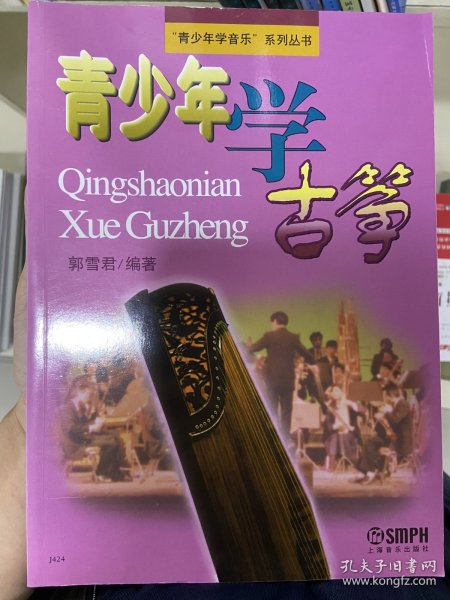 “青少年学音乐”系列丛书
青少年学
古筝
Qingshaonian
Xue Guzheng
郭雪君/编著
SMPH
上海音乐出版社
J424
孔夫子旧书网
www.kongfz.com